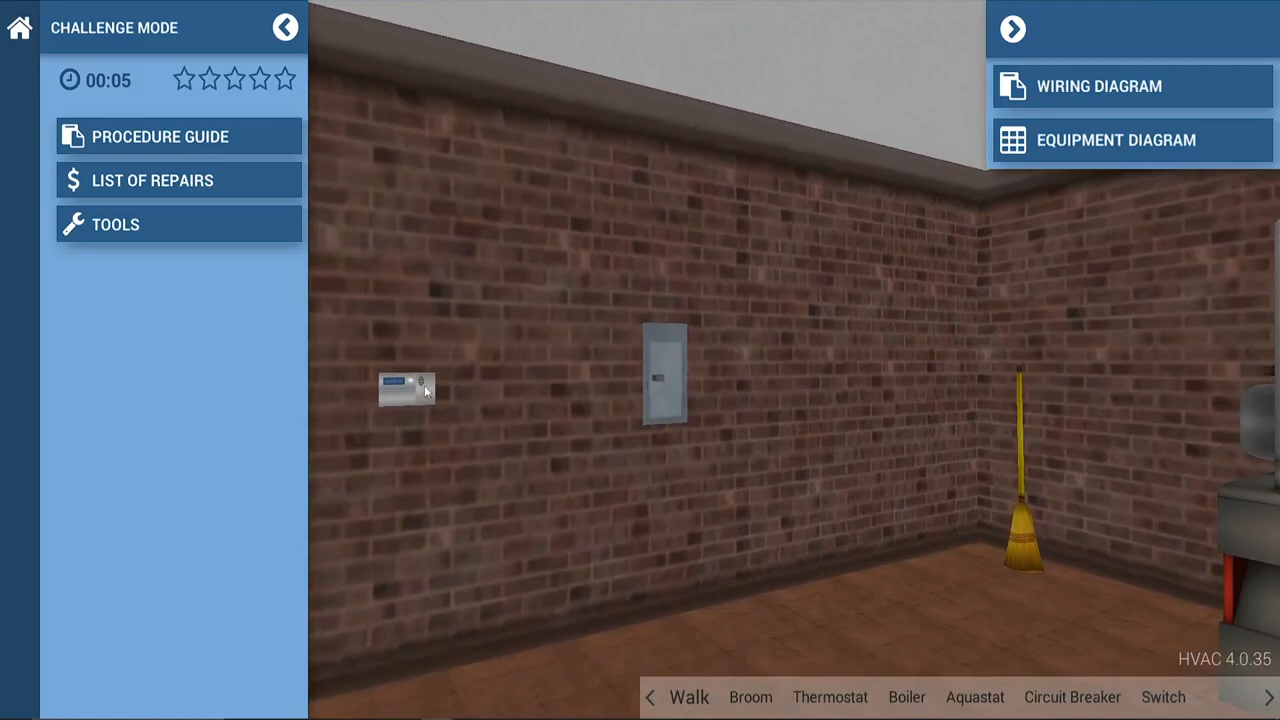 CHALLENGE MODE
00:05
PROCEDURE GUIDE
LIST OF REPAIRS
TOOLS
WIRING DIAGRAM
EQUIPMENT DIAGRAM
HVAC 4.0.35
Walk Broom Thermostat Boiler Aquastat Circuit Breaker Switch